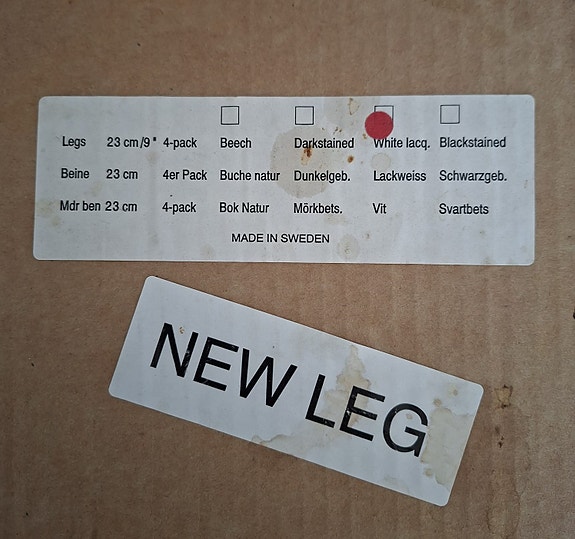 Legs 23 cm/9" 4-pack Beech Darkstained White lacq. Blackstained
Beine 23 cm 4er Pack Buche natur Dunkelgeb. Lackweiss Schwarzgeb.
Mdr ben 23 cm 4-pack Bok Natur Mörkbets. Vit Svartbets
MADE IN SWEDEN
NEW LEG